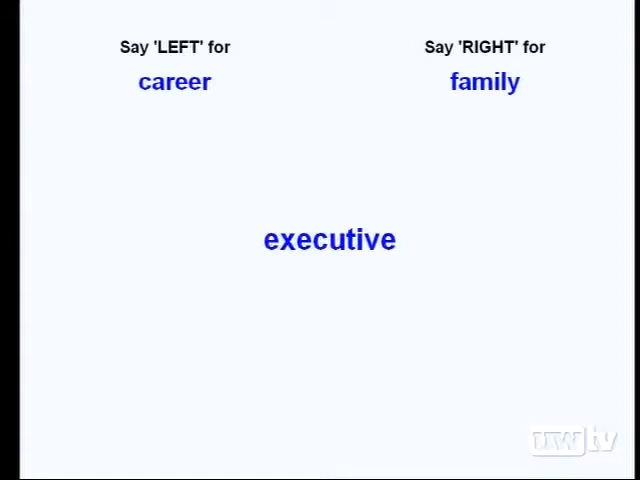 Say 'LEFT' for
career
Say 'RIGHT' for
family
executive
uwtv